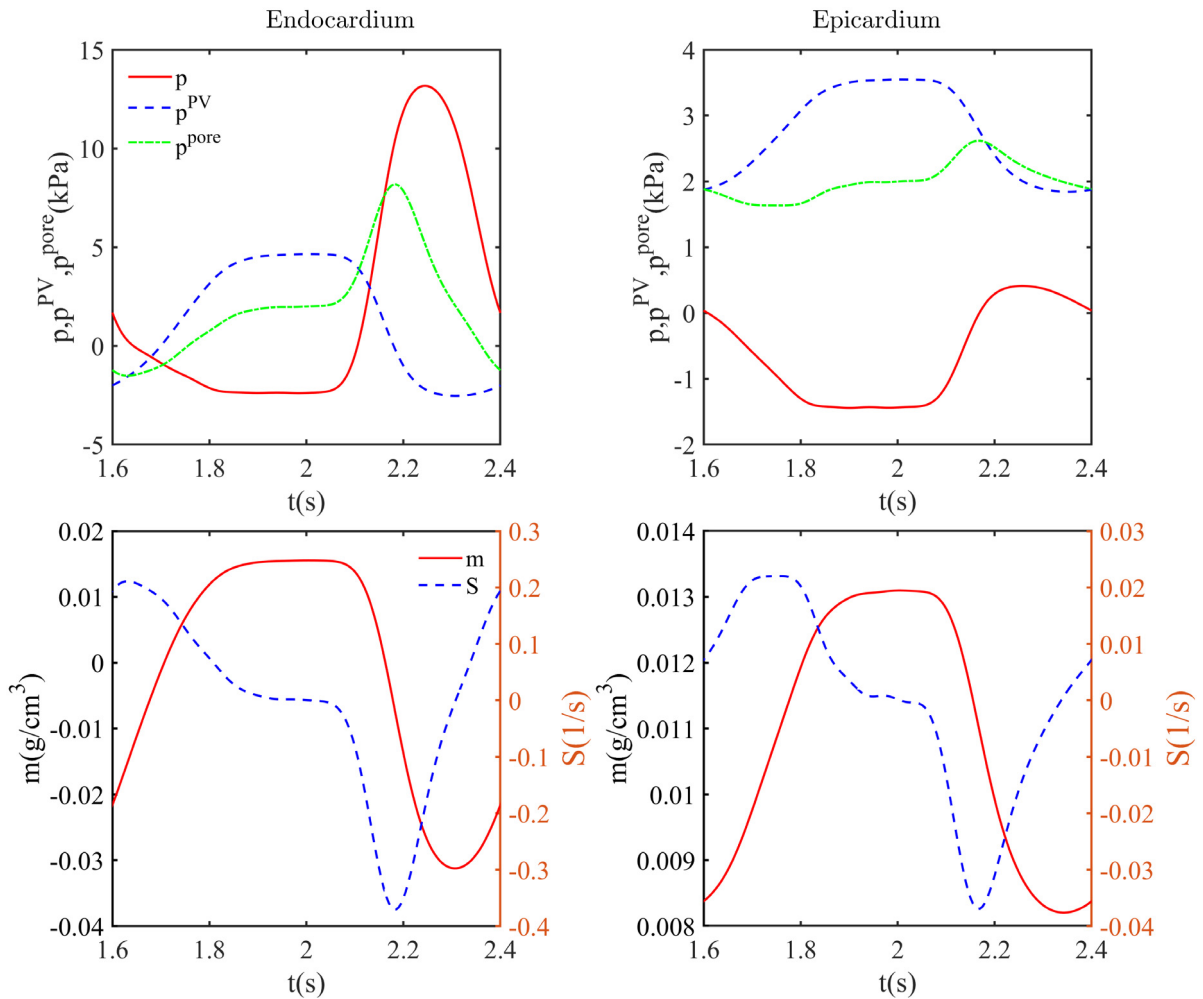 Endocardium
15
10
5
0
-5
p,p^PV,p^pore(kPa)
p
p^PV
p^pore
1.6 1.8 2 2.2 2.4
t(s)
Epicardium
4
3
2
1
0
-1
-2
p,p^PV,p^pore(kPa)
1.6 1.8 2 2.2 2.4
t(s)
0.02
0.01
0
-0.01
-0.02
-0.03
-0.04
m(g/cm^3)
m
S
0.3
0.2
0.1
0
-0.1
-0.2
-0.3
-0.4
S(1/s)
1.6 1.8 2 2.2 2.4
t(s)
0.014
0.013
0.012
0.011
0.01
0.009
0.008
m(g/cm^3)
0.03
0.02
0.01
0
-0.01
-0.02
-0.03
-0.04
S(1/s)
1.6 1.8 2 2.2 2.4
t(s)